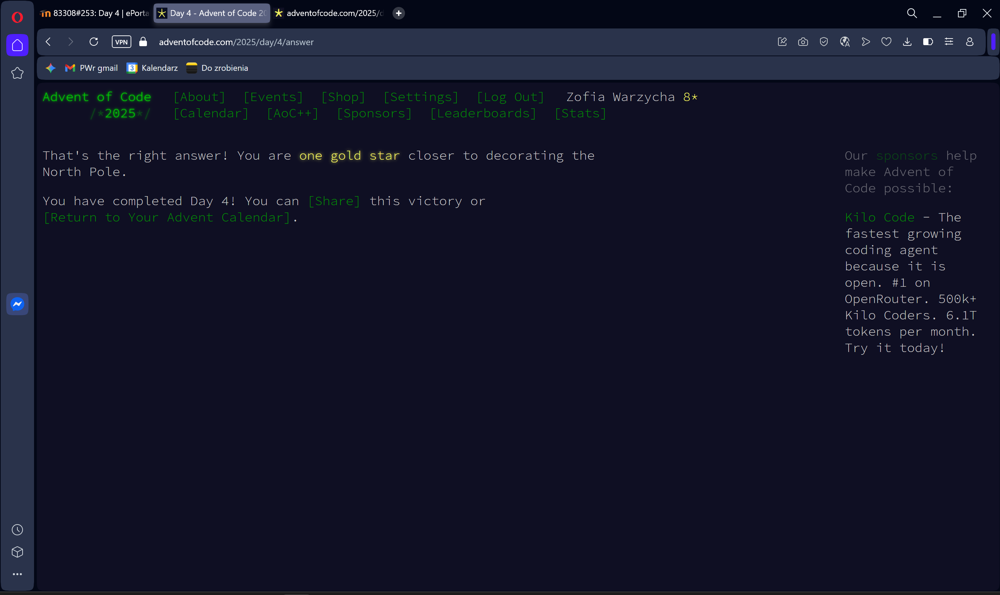 83308#253: Day 4 | ePorta
Day 4 - Advent of Code 20
adventofcode.com/2025/d
VPN
adventofcode.com/2025/day/4/answer
PWr gmail
3
Kalendarz
Do zrobienia
Advent of Code [About] [Events] [Shop] [Settings] [Log Out] Zofia Warzycha 8*
/*2025*/ [Calendar] [AoC++] [Sponsors] [Leaderboards] [Stats]
That's the right answer! You are one gold star closer to decorating the
North Pole.
You have completed Day 4! You can [Share] this victory or
[Return to Your Advent Calendar].
Our sponsors help
make Advent of
Code possible:
Kilo Code - The
fastest growing
coding agent
because it is
open. #1 on
OpenRouter. 500k+
Kilo Coders. 6.1T
tokens per month.
Try it today!